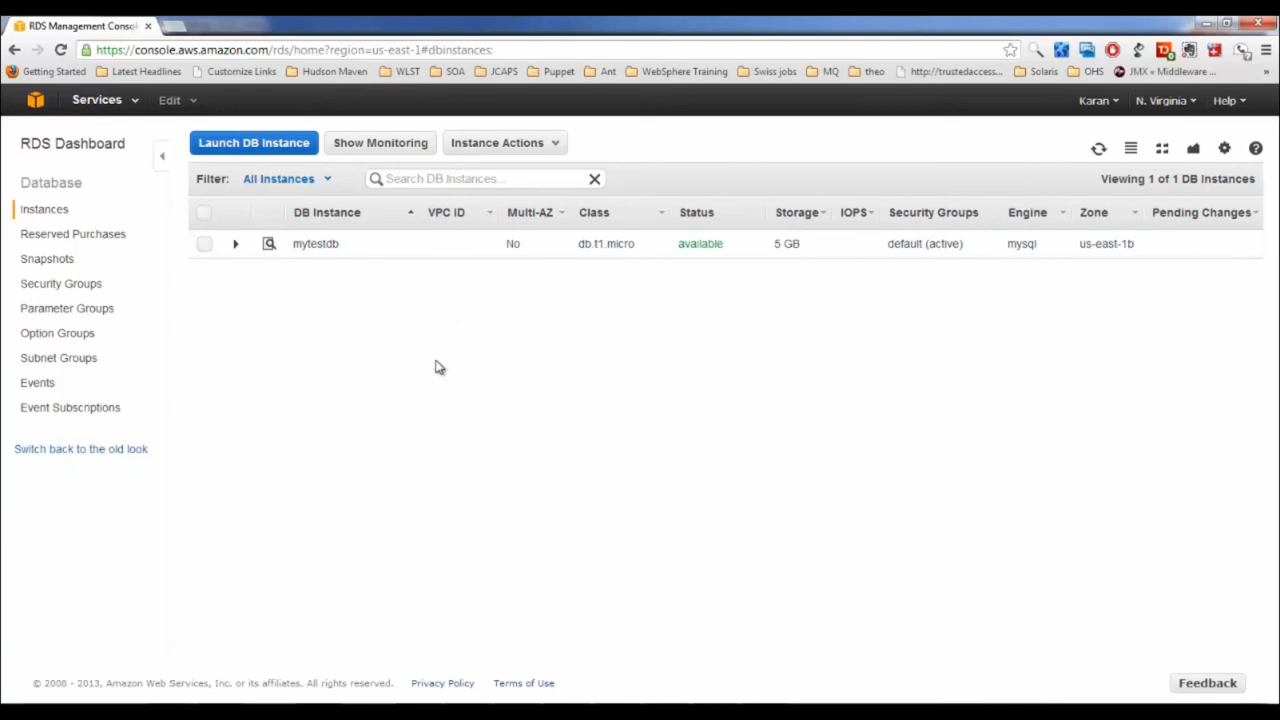 RDS Management Consol
https://console.aws.amazon.com/rds/home?region=us-east-1#dbinstances:
Getting Started Latest Headlines Customize Links Hudson Maven WLST SOA JCAPS Puppet Ant WebSphere Training Swiss jobs MQ theo http://trustedaccess... Solaris OHS JMX « Middleware ... »
Services Edit Karan N. Virginia Help
RDS Dashboard
Launch DB Instance Show Monitoring Instance Actions
Filter: All Instances Search DB Instances... Viewing 1 of 1 DB Instances
DB Instance VPC ID Multi-AZ Class Status Storage IOPS Security Groups Engine Zone Pending Changes
mytestdb No db.t1.micro available 5 GB default (active) mysql us-east-1b
Database
Instances
Reserved Purchases
Snapshots
Security Groups
Parameter Groups
Option Groups
Subnet Groups
Events
Event Subscriptions
Switch back to the old look
© 2008 - 2013, Amazon Web Services, Inc. or its affiliates. All rights reserved. Privacy Policy Terms of Use Feedback